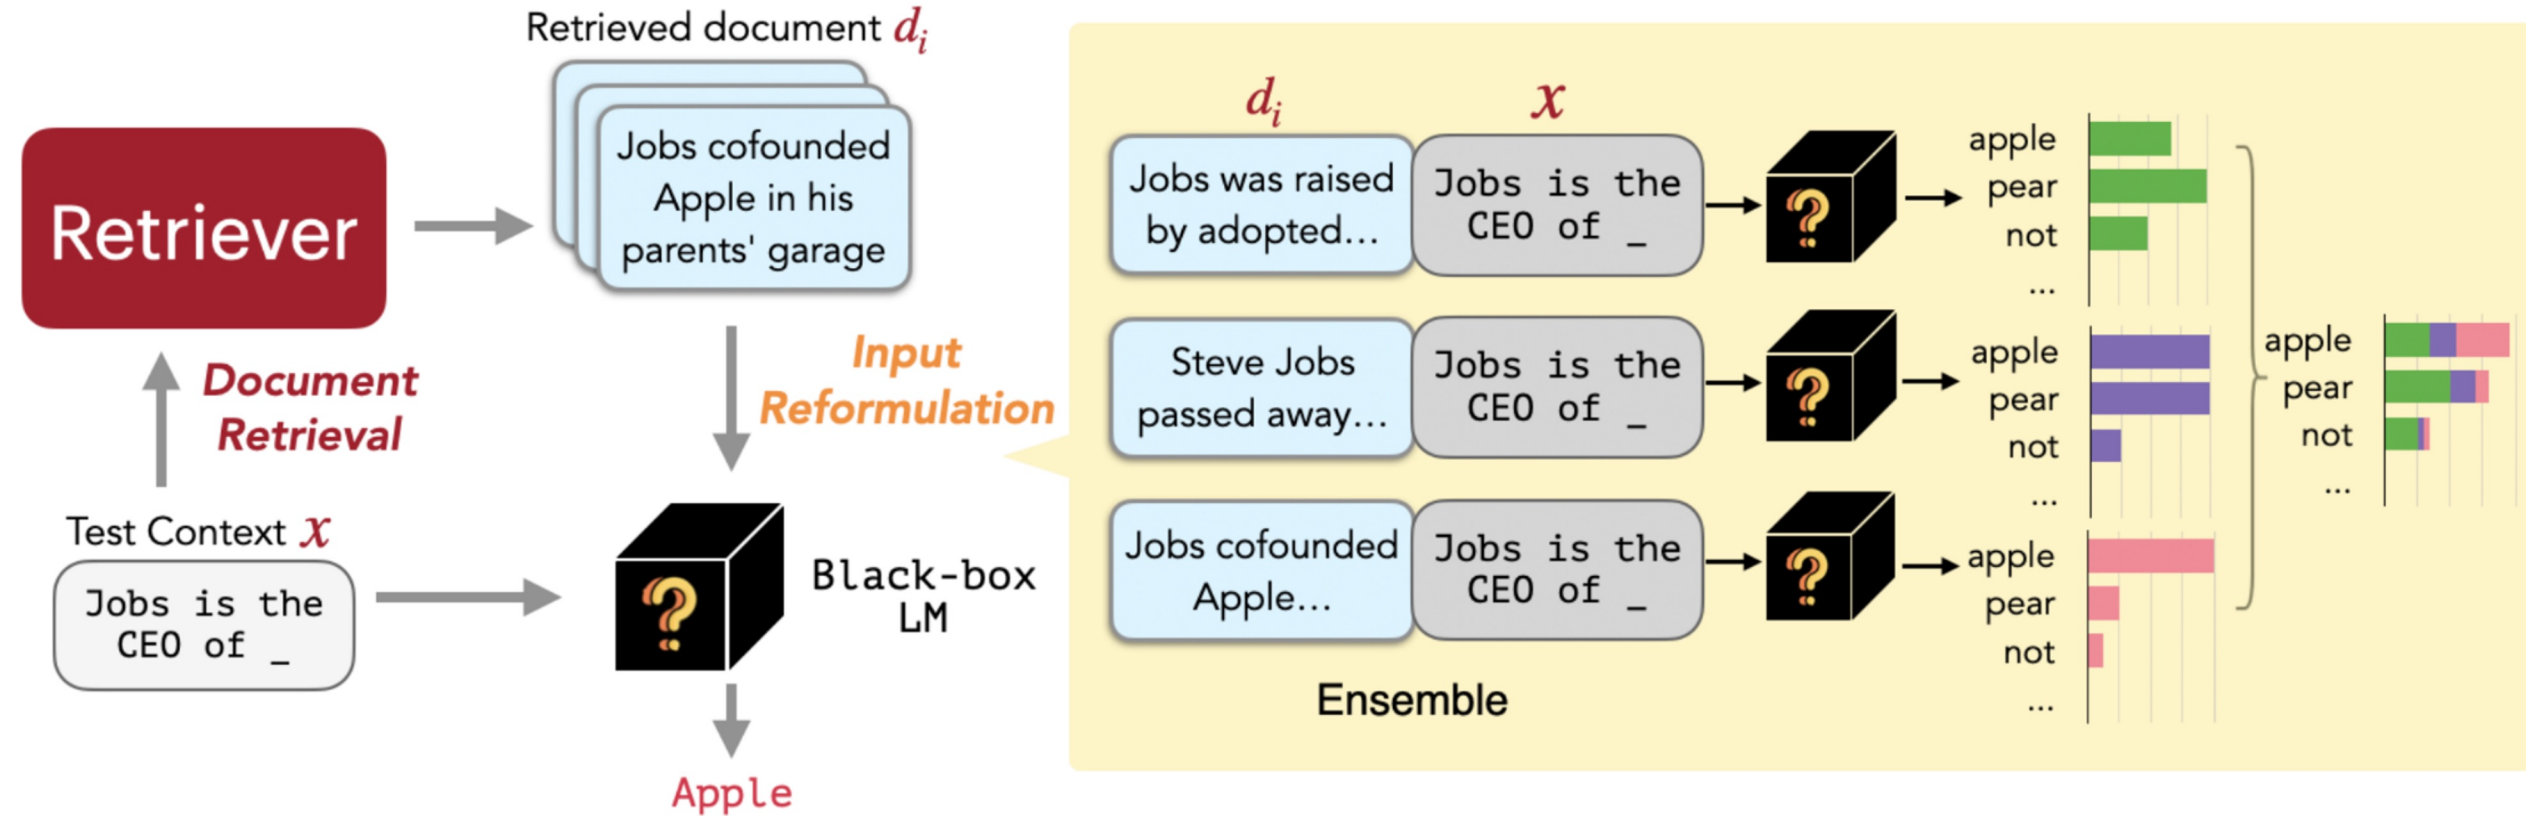 Retrieved document di
Jobs cofounded
Apple in his
parents' garage
Retriever
Document
Retrieval
Input
Reformulation
Test Context x
Jobs is the
CEO of _
?
Black-box
LM
Apple
di
x
Jobs was raised
by adopted...
Jobs is the
CEO of _
?
apple
pear
not
...
Steve Jobs
passed away...
Jobs is the
CEO of _
?
apple
pear
not
...
Jobs cofounded
Apple...
Jobs is the
CEO of _
?
apple
pear
not
...
apple
pear
not
...
Ensemble